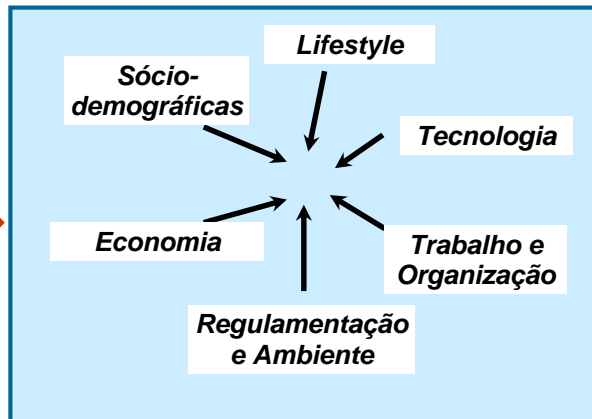 Lifestyle
Sócio-
demográficas
Tecnologia
Economia
Trabalho e
Organização
Regulamentação
e Ambiente